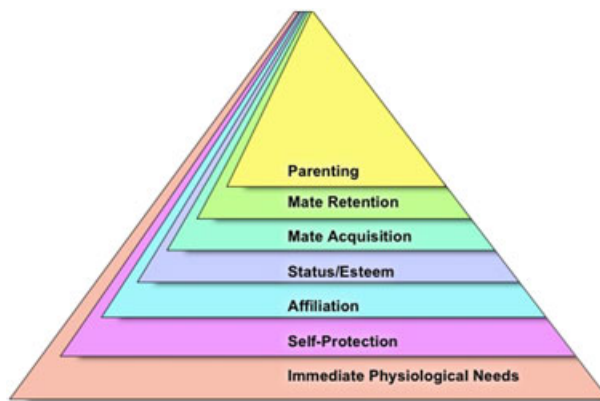 Parenting
Mate Retention
Mate Acquisition
Status/Esteem
Affiliation
Self-Protection
Immediate Physiological Needs